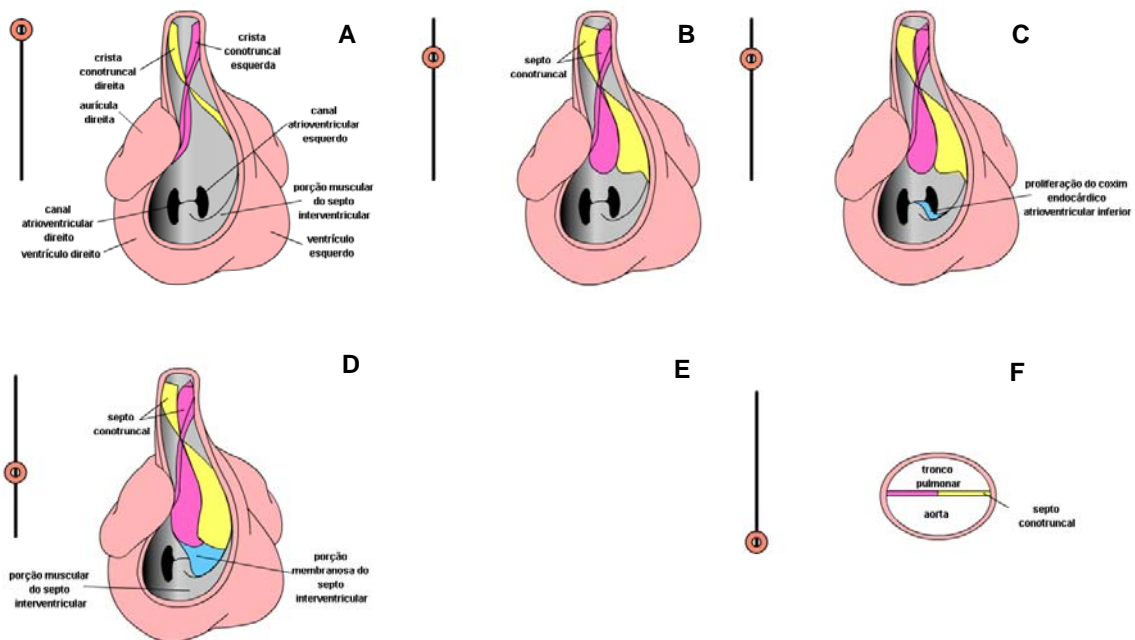 A
crista
conotruncal
direita
crista
conotruncal
esquerda
aurícula
direita
canal
atrioventricular
esquerdo
porção muscular
do septo
interventricular
canal
atrioventricular
direito
ventrículo direito
ventrículo
esquerdo
B
septo
conotruncal
C
proliferação do coxim
endocárdico
atrioventricular inferior
D
septo
conotruncal
porção muscular
do septo
interventricular
porção
membranosa do
septo
interventricular
E
F
tronco
pulmonar
aorta
septo
conotruncal